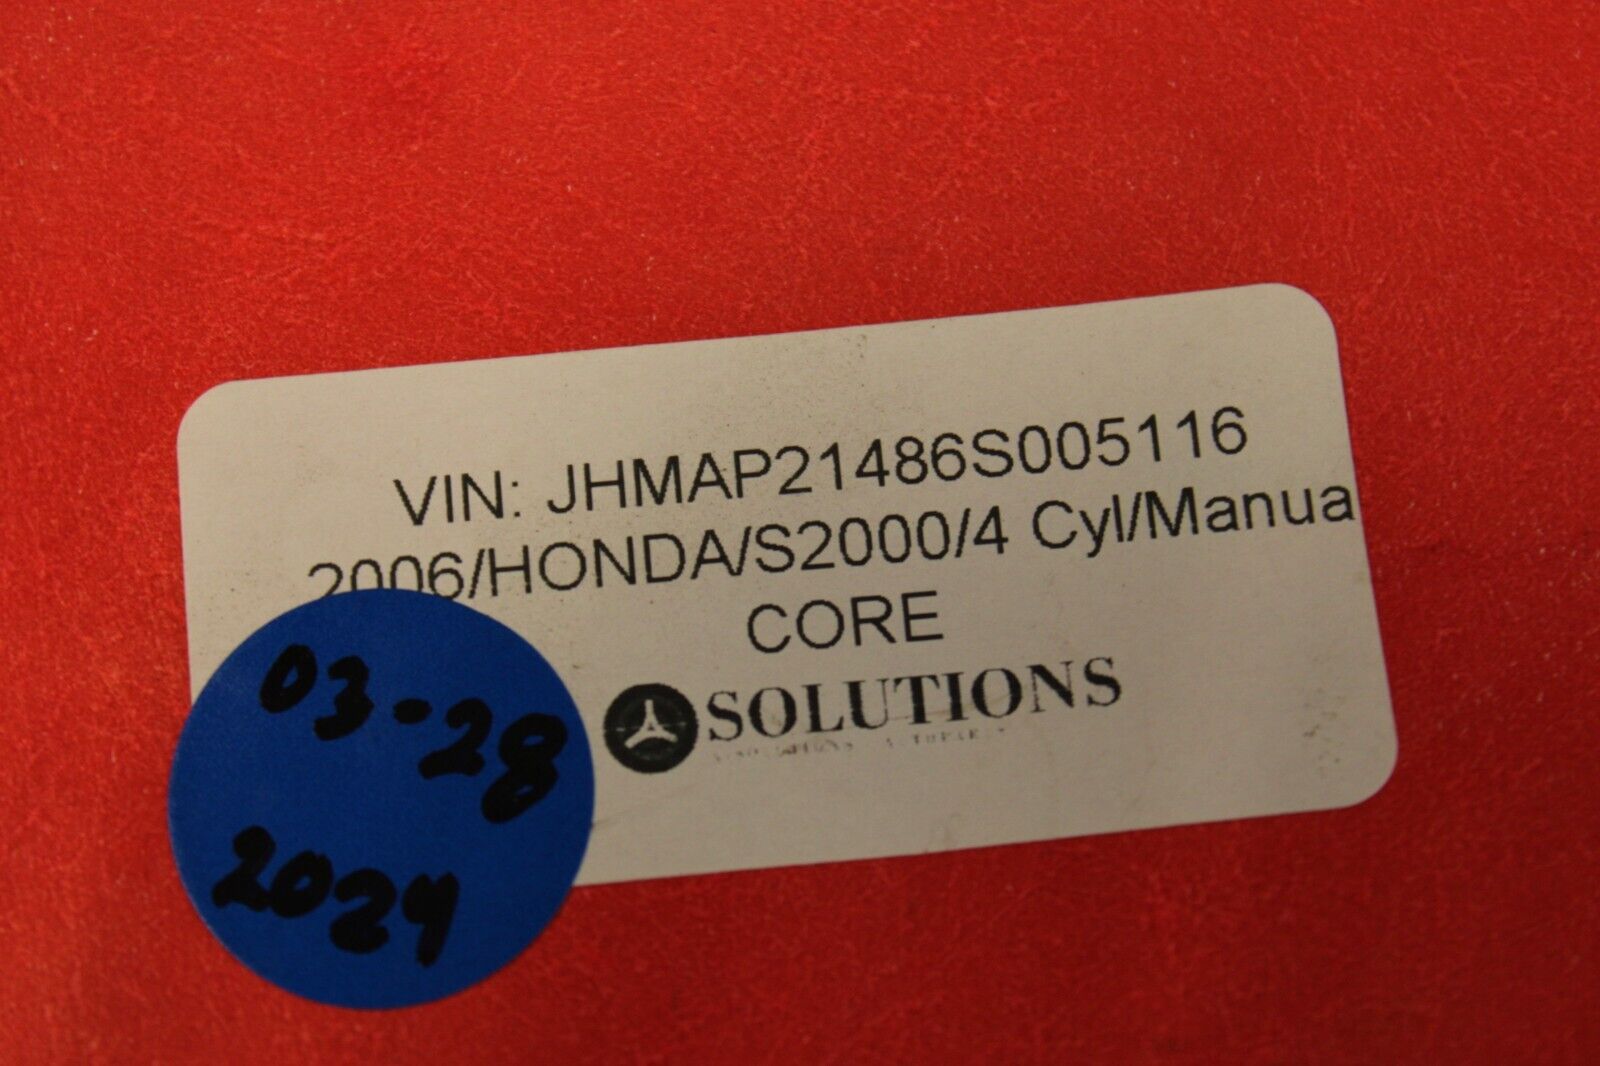 VIN: JHMAP21486S005116
2006/HONDA/S2000/4 Cyl/Manua
CORE
SOLUTIONS
03-28
2024